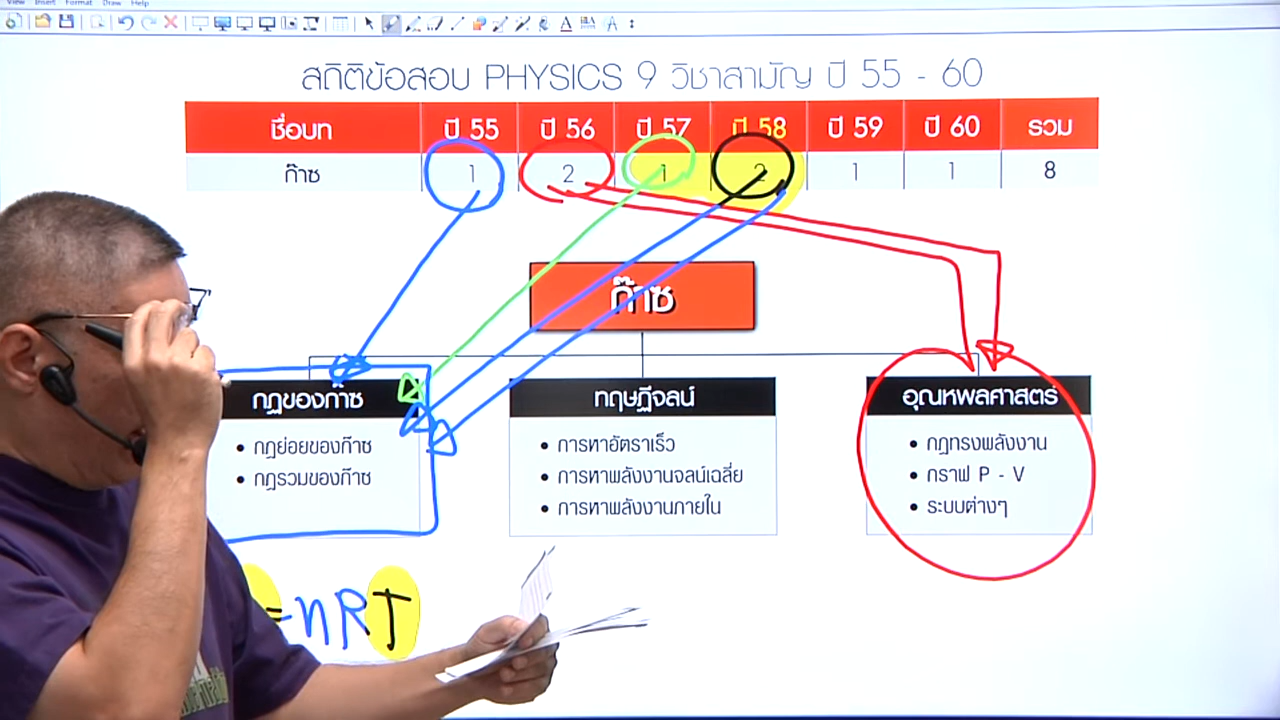 View Insert Format Draw Help
สถิติข้อสอบ PHYSICS 9 วิชาสามัญ ปี 55 - 60
ชื่อบท ปี 55 ปี 56 ปี 57 ปี 58 ปี 59 ปี 60 รวม
ก๊าซ 1 2 1 2 1 1 8
ก๊าซ
กฎของก๊าซ
• กฎย่อยของก๊าซ
• กฎรวมของก๊าซ
ทฤษฎีจลน์
• การหาอัตราเร็ว
• การหาพลังงานจลน์เฉลี่ย
• การหาพลังงานภายใน
อุณหพลศาสตร์
• กฎทรงพลังงาน
• กราฟ P - V
• ระบบต่างๆ
= nRT